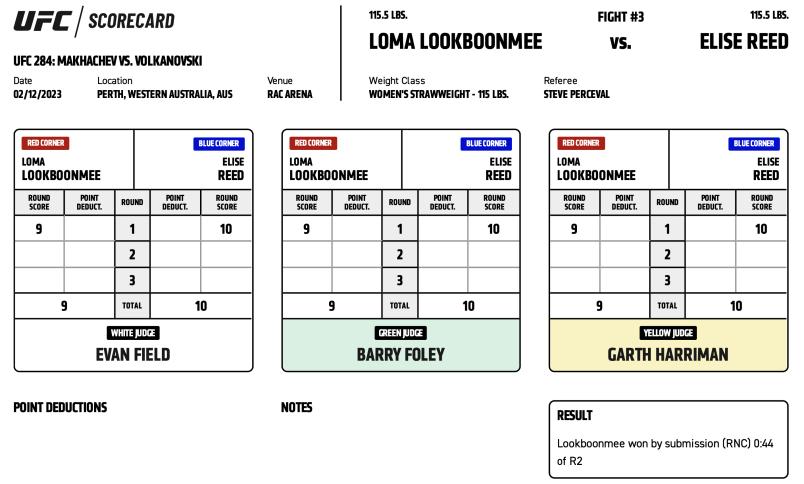 UFC / SCORECARD
UFC 284: MAKHACHEV VS. VOLKANOVSKI
Date Location Venue
02/12/2023 PERTH, WESTERN AUSTRALIA, AUS RAC ARENA
115.5 LBS. FIGHT #3 115.5 LBS.
LOMA LOOKBOONMEE VS. ELISE REED
Weight Class Referee
WOMEN'S STRAWWEIGHT - 115 LBS. STEVE PERCEVAL
RED CORNER BLUE CORNER
LOMA ELISE
LOOKBOONMEE REED
ROUND POINT ROUND POINT ROUND
SCORE DEDUCT. DEDUCT. SCORE
9 1 10
2
3
9 TOTAL 10
WHITE JUDGE
EVAN FIELD
RED CORNER BLUE CORNER
LOMA ELISE
LOOKBOONMEE REED
ROUND POINT ROUND POINT ROUND
SCORE DEDUCT. DEDUCT. SCORE
9 1 10
2
3
9 TOTAL 10
GREEN JUDGE
BARRY FOLEY
RED CORNER BLUE CORNER
LOMA ELISE
LOOKBOONMEE REED
ROUND POINT ROUND POINT ROUND
SCORE DEDUCT. DEDUCT. SCORE
9 1 10
2
3
9 TOTAL 10
YELLOW JUDGE
GARTH HARRIMAN
POINT DEDUCTIONS
NOTES
RESULT
Lookboonmee won by submission (RNC) 0:44
of R2